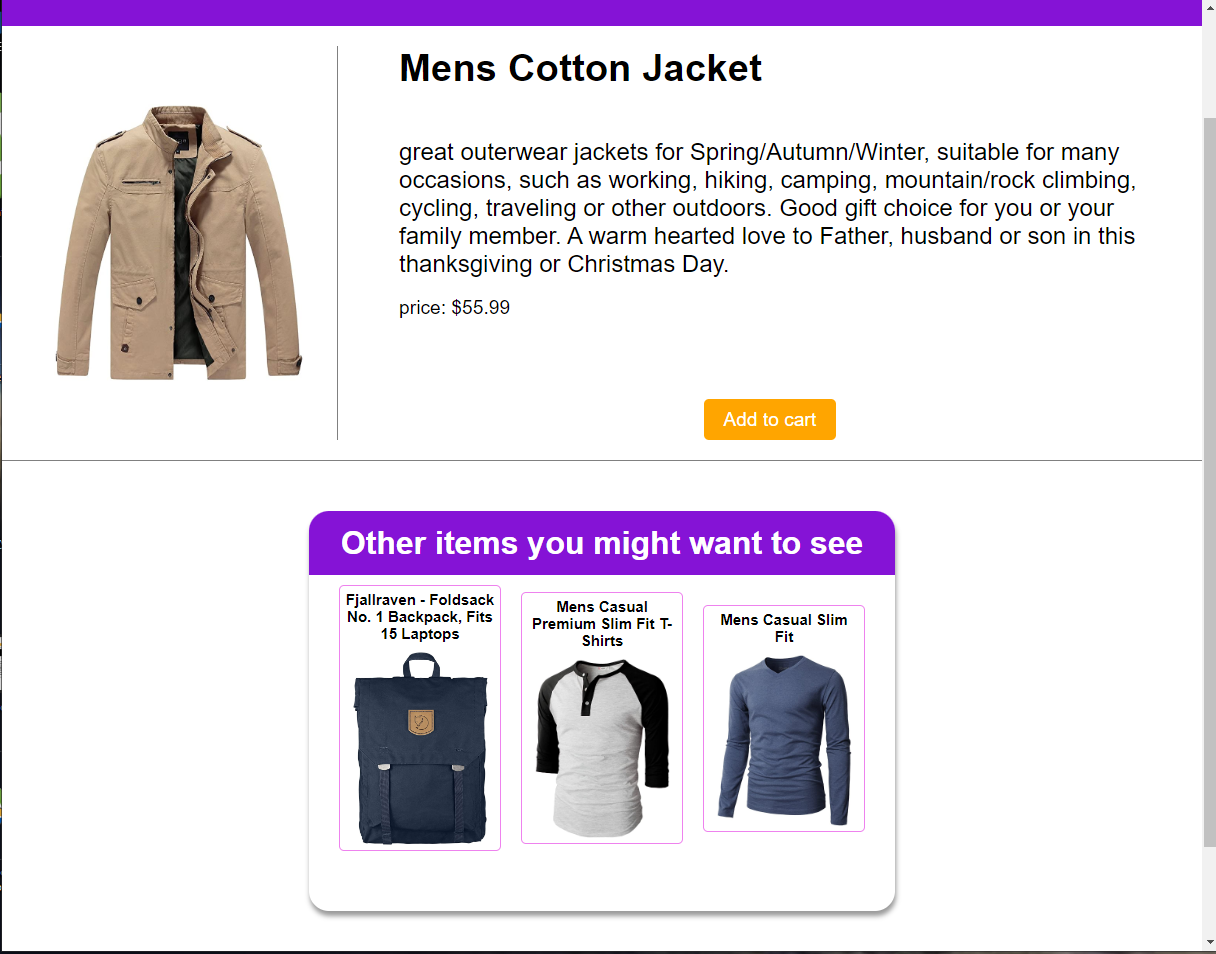 Mens Cotton Jacket
great outerwear jackets for Spring/Autumn/Winter, suitable for many
occasions, such as working, hiking, camping, mountain/rock climbing,
cycling, traveling or other outdoors. Good gift choice for you or your
family member. A warm hearted love to Father, husband or son in this
thanksgiving or Christmas Day.
price: $55.99
Add to cart
Other items you might want to see
Fjallraven - Foldsack
No. 1 Backpack, Fits
15 Laptops
Mens Casual
Premium Slim Fit T-
Shirts
Mens Casual Slim
Fit